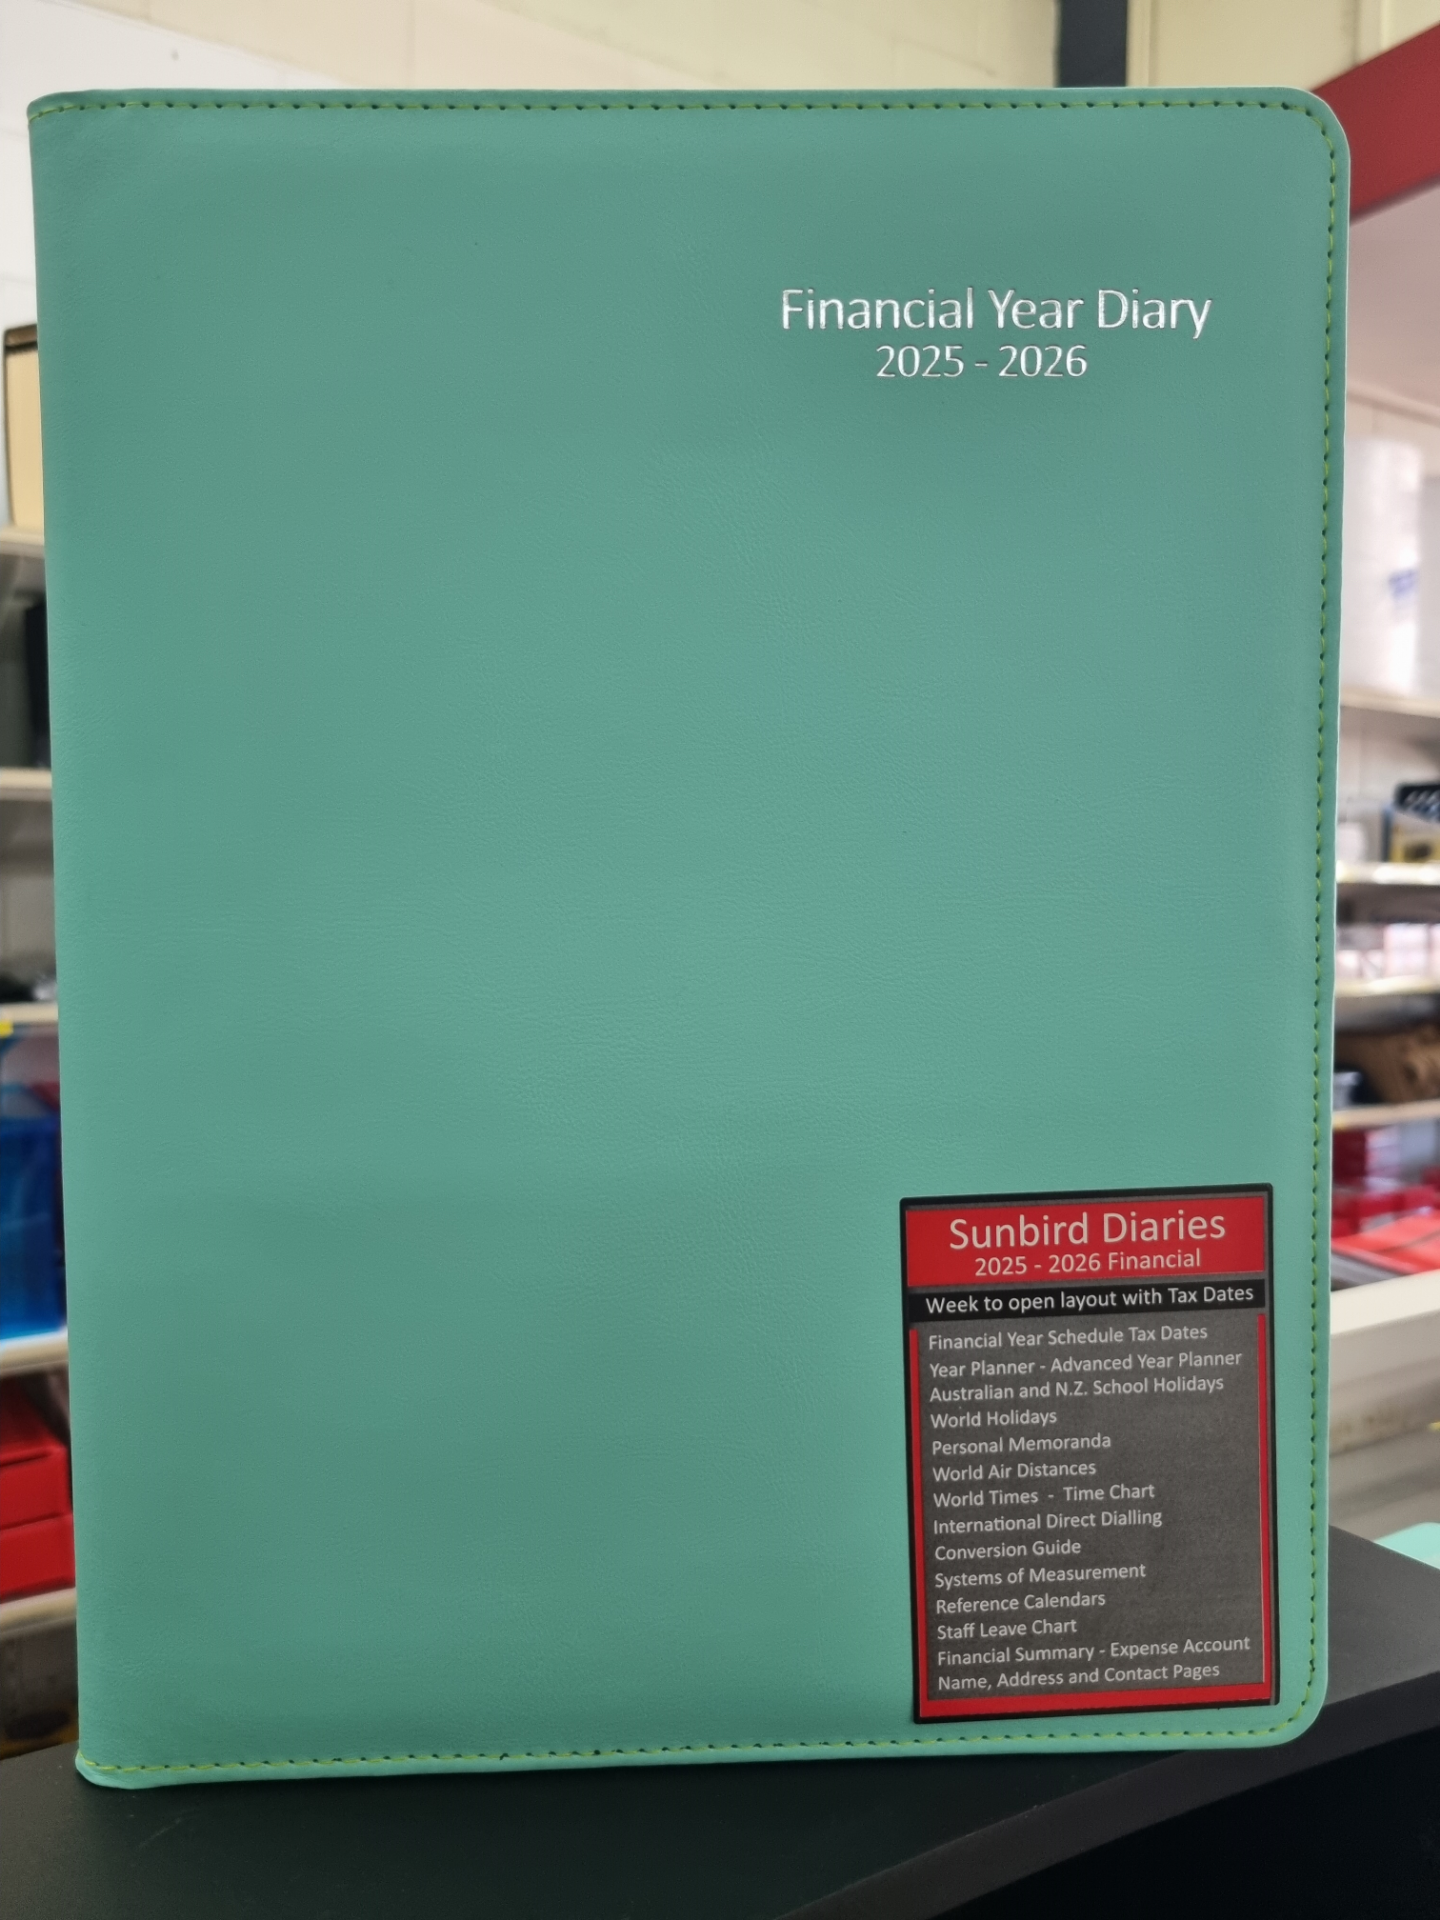 Financial Year Diary
2025 - 2026
Sunbird Diaries
2025 - 2026 Financial
Week to open layout with Tax Dates
Financial Year Schedule Tax Dates
Year Planner - Advanced Year Planner
Australian and N.Z. School Holidays
World Holidays
Personal Memoranda
World Air Distances
World Times - Time Chart
International Direct Dialling
Conversion Guide
Systems of Measurement
Reference Calendars
Staff Leave Chart
Financial Summary - Expense Account
Name, Address and Contact Pages